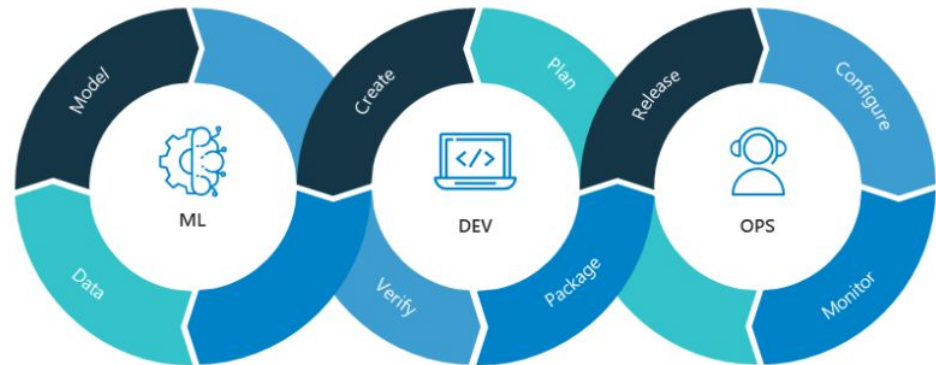 Model
Create
Plan
Release
Configure
</>
ML
DEV
OPS
Data
Verify
Package
Monitor